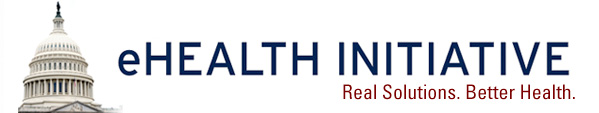 eHEALTH INITIATIVE
Real Solutions. Better Health.